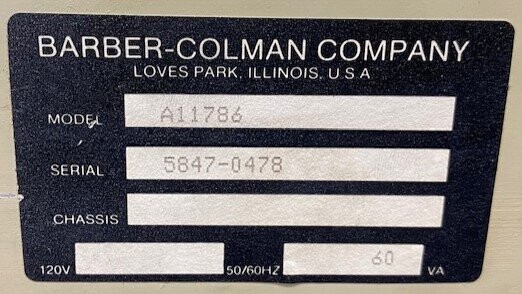 BARBER-COLMAN COMPANY
LOVES PARK, ILLINOIS, U.S.A
MODEL A11786
SERIAL 5847-0478
CHASSIS
120V 50/60HZ 60 VA